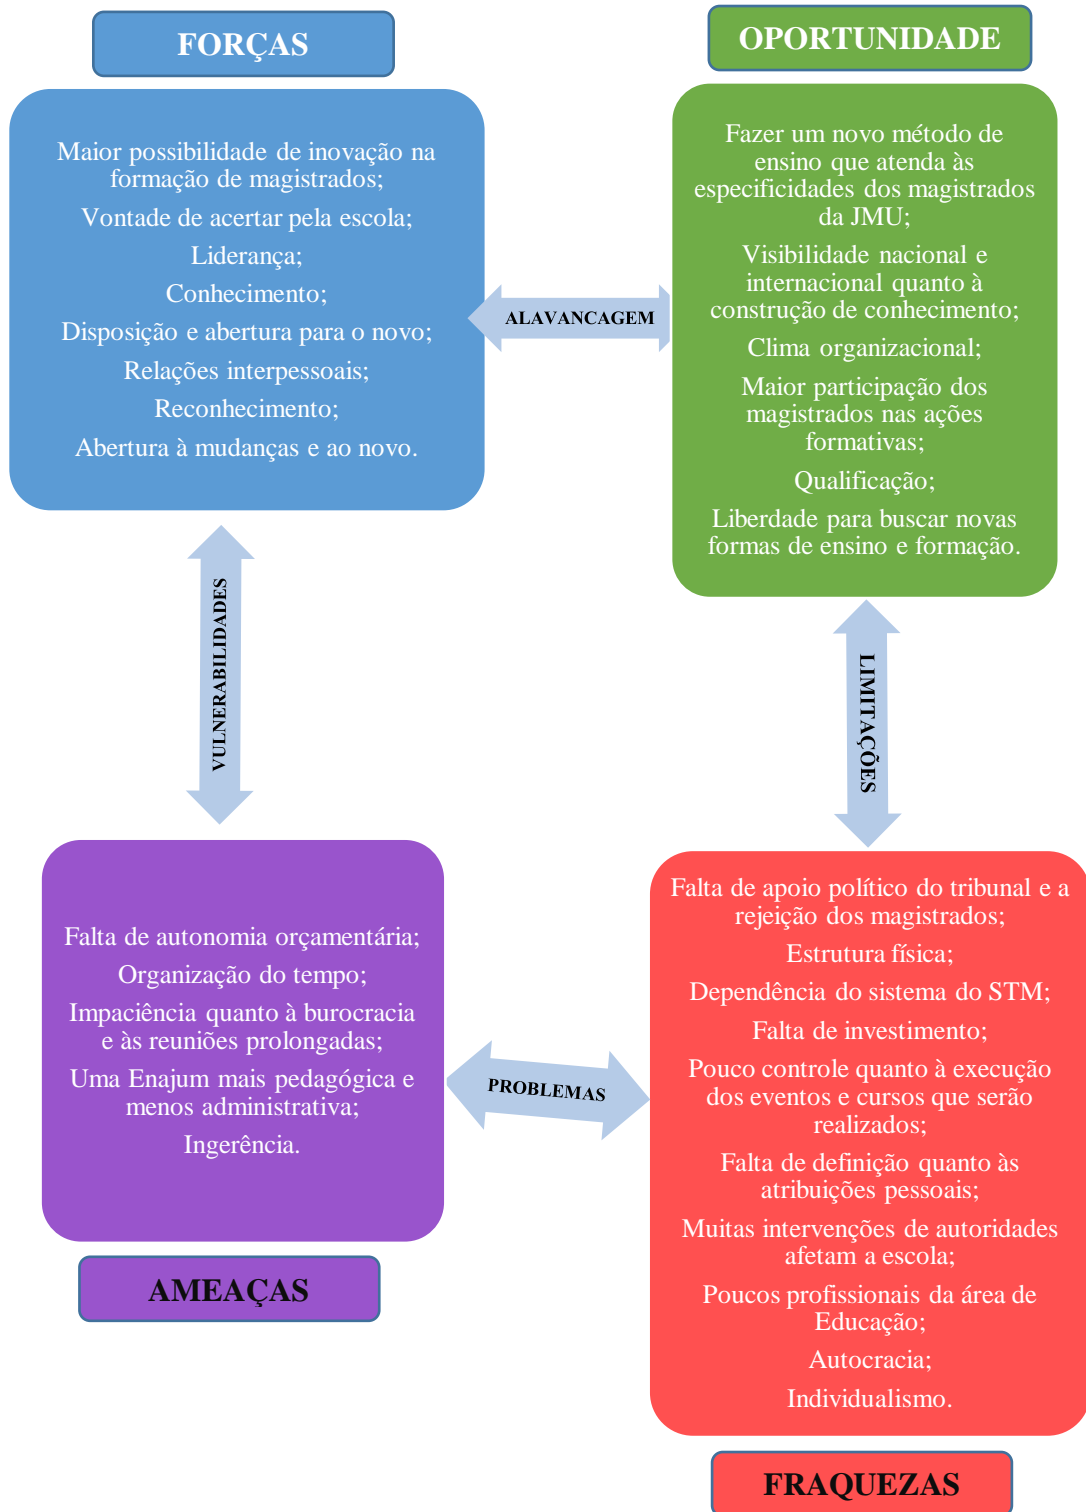 FORÇAS
Maior possibilidade de inovação na
formação de magistrados;
Vontade de acertar pela escola;
Liderança;
Conhecimento;
Disposição e abertura para o novo;
Relações interpessoais;
Reconhecimento;
Abertura à mudanças e ao novo.
ALAVANCAGEM
OPORTUNIDADE
Fazer um novo método de
ensino que atenda às
especificidades dos magistrados
da JMU;
Visibilidade nacional e
internacional quanto à
construção de conhecimento;
Clima organizacional;
Maior participação dos
magistrados nas ações
formativas;
Qualificação;
Liberdade para buscar novas
formas de ensino e formação.
VULNERABILIDADES
LIMITAÇÕES
Falta de autonomia orçamentária;
Organização do tempo;
Impaciência quanto à burocracia
e às reuniões prolongadas;
Uma Enajum mais pedagógica e
menos administrativa;
Ingerência.
AMEAÇAS
PROBLEMAS
Falta de apoio político do tribunal e a
rejeição dos magistrados;
Estrutura física;
Dependência do sistema do STM;
Falta de investimento;
Pouco controle quanto à execução
dos eventos e cursos que serão
realizados;
Falta de definição quanto às
atribuições pessoais;
Muitas intervenções de autoridades
afetam a escola;
Poucos profissionais da área de
Educação;
Autocracia;
Individualismo.
FRAQUEZAS